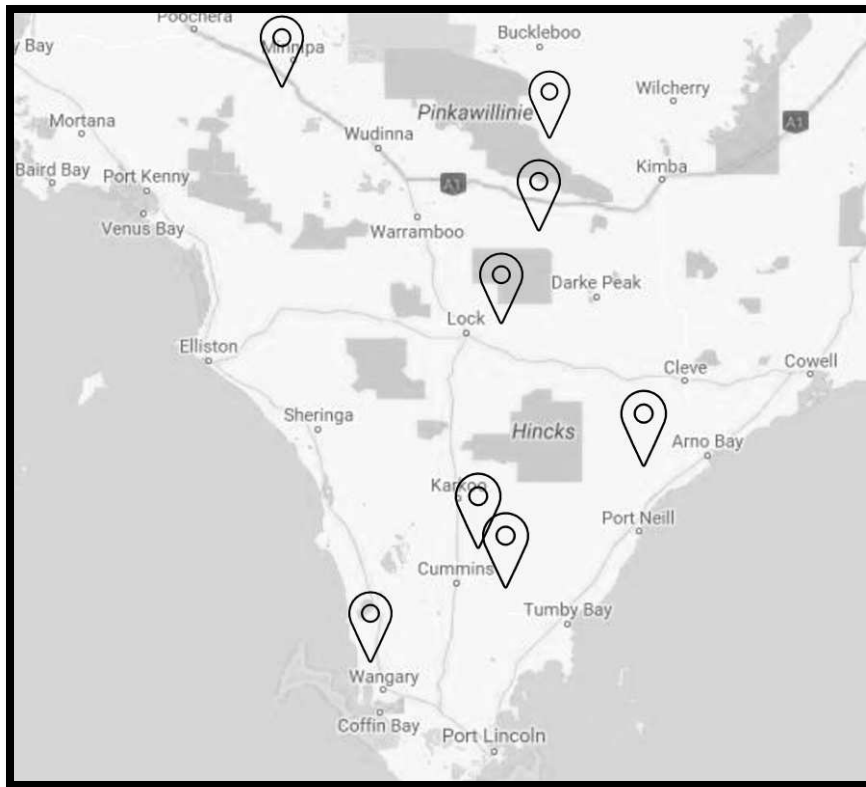 Poochera
Buckleboo
Minnipa
y Bay
Wilcherry
Pinkawillinie
Mortana
A1
Wudinna
Baird Bay
Port Kenny
A1
Kimba
Venus Bay
Warramboo
Darke Peak
Lock
Elliston
Cleve
Cowell
Sheringa
Hincks
Arno Bay
Karkoo
Port Neill
Cummins
Tumby Bay
Wangary
Coffin Bay
Port Lincoln